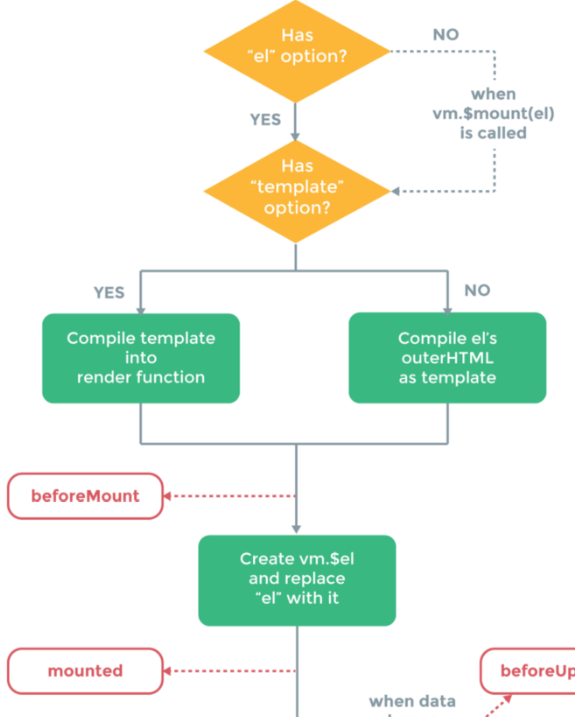 Has
"el" option?
NO
when
vm.$mount(el)
is called
YES
Has
"template"
option?
YES
NO
Compile template
into
render function
Compile el's
outerHTML
as template
beforeMount
Create vm.$el
and replace
"el" with it
mounted
beforeUp
when data